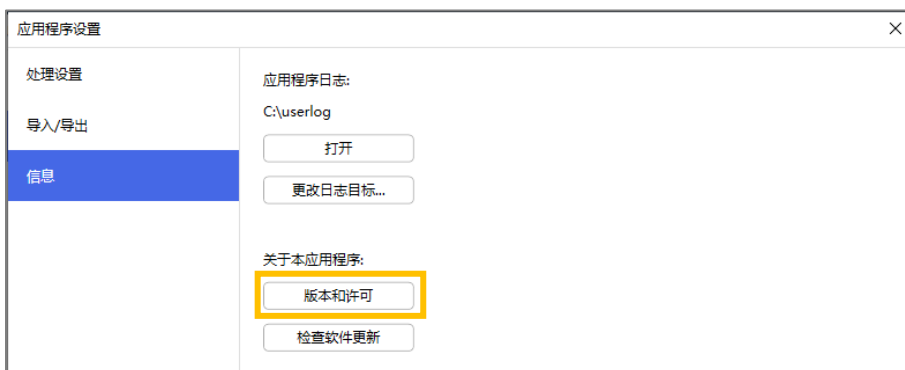 应用程序设置
处理设置
导入/导出
信息
应用程序日志:
C:\userlog
打开
更改日志目标...
关于本应用程序:
版本和许可
检查软件更新